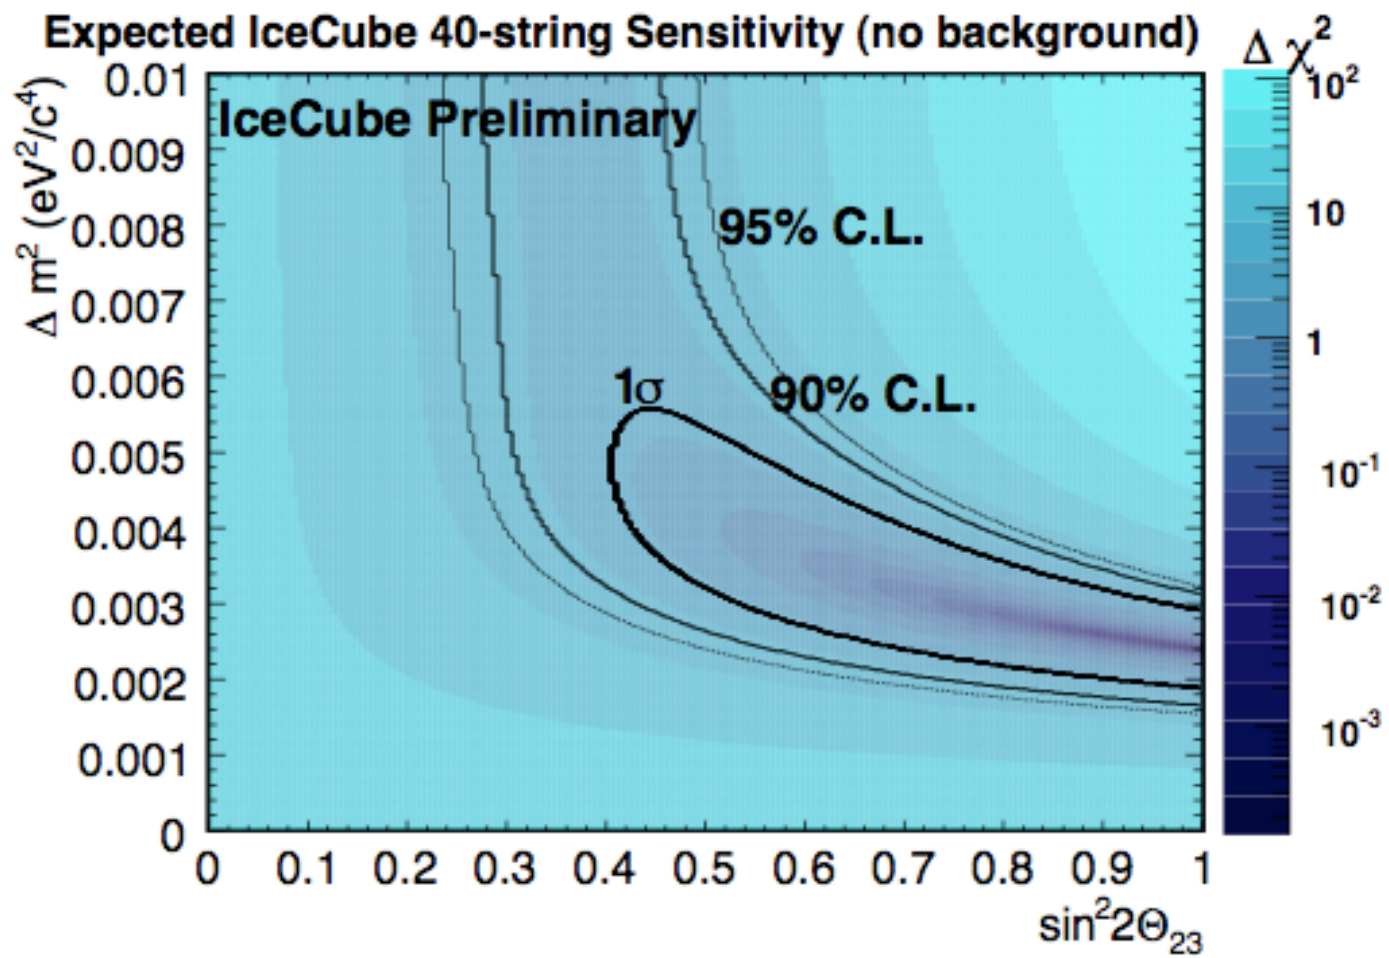 Expected IceCube 40-string Sensitivity (no background)
Δ χ²
Δ m² (eV²/c⁴)
IceCube Preliminary
95% C.L.
90% C.L.
1σ
0.01
0.009
0.008
0.007
0.006
0.005
0.004
0.003
0.002
0.001
0
0 0.1 0.2 0.3 0.4 0.5 0.6 0.7 0.8 0.9 1
sin²2Θ₂₃
10²
10
1
10⁻¹
10⁻²
10⁻³